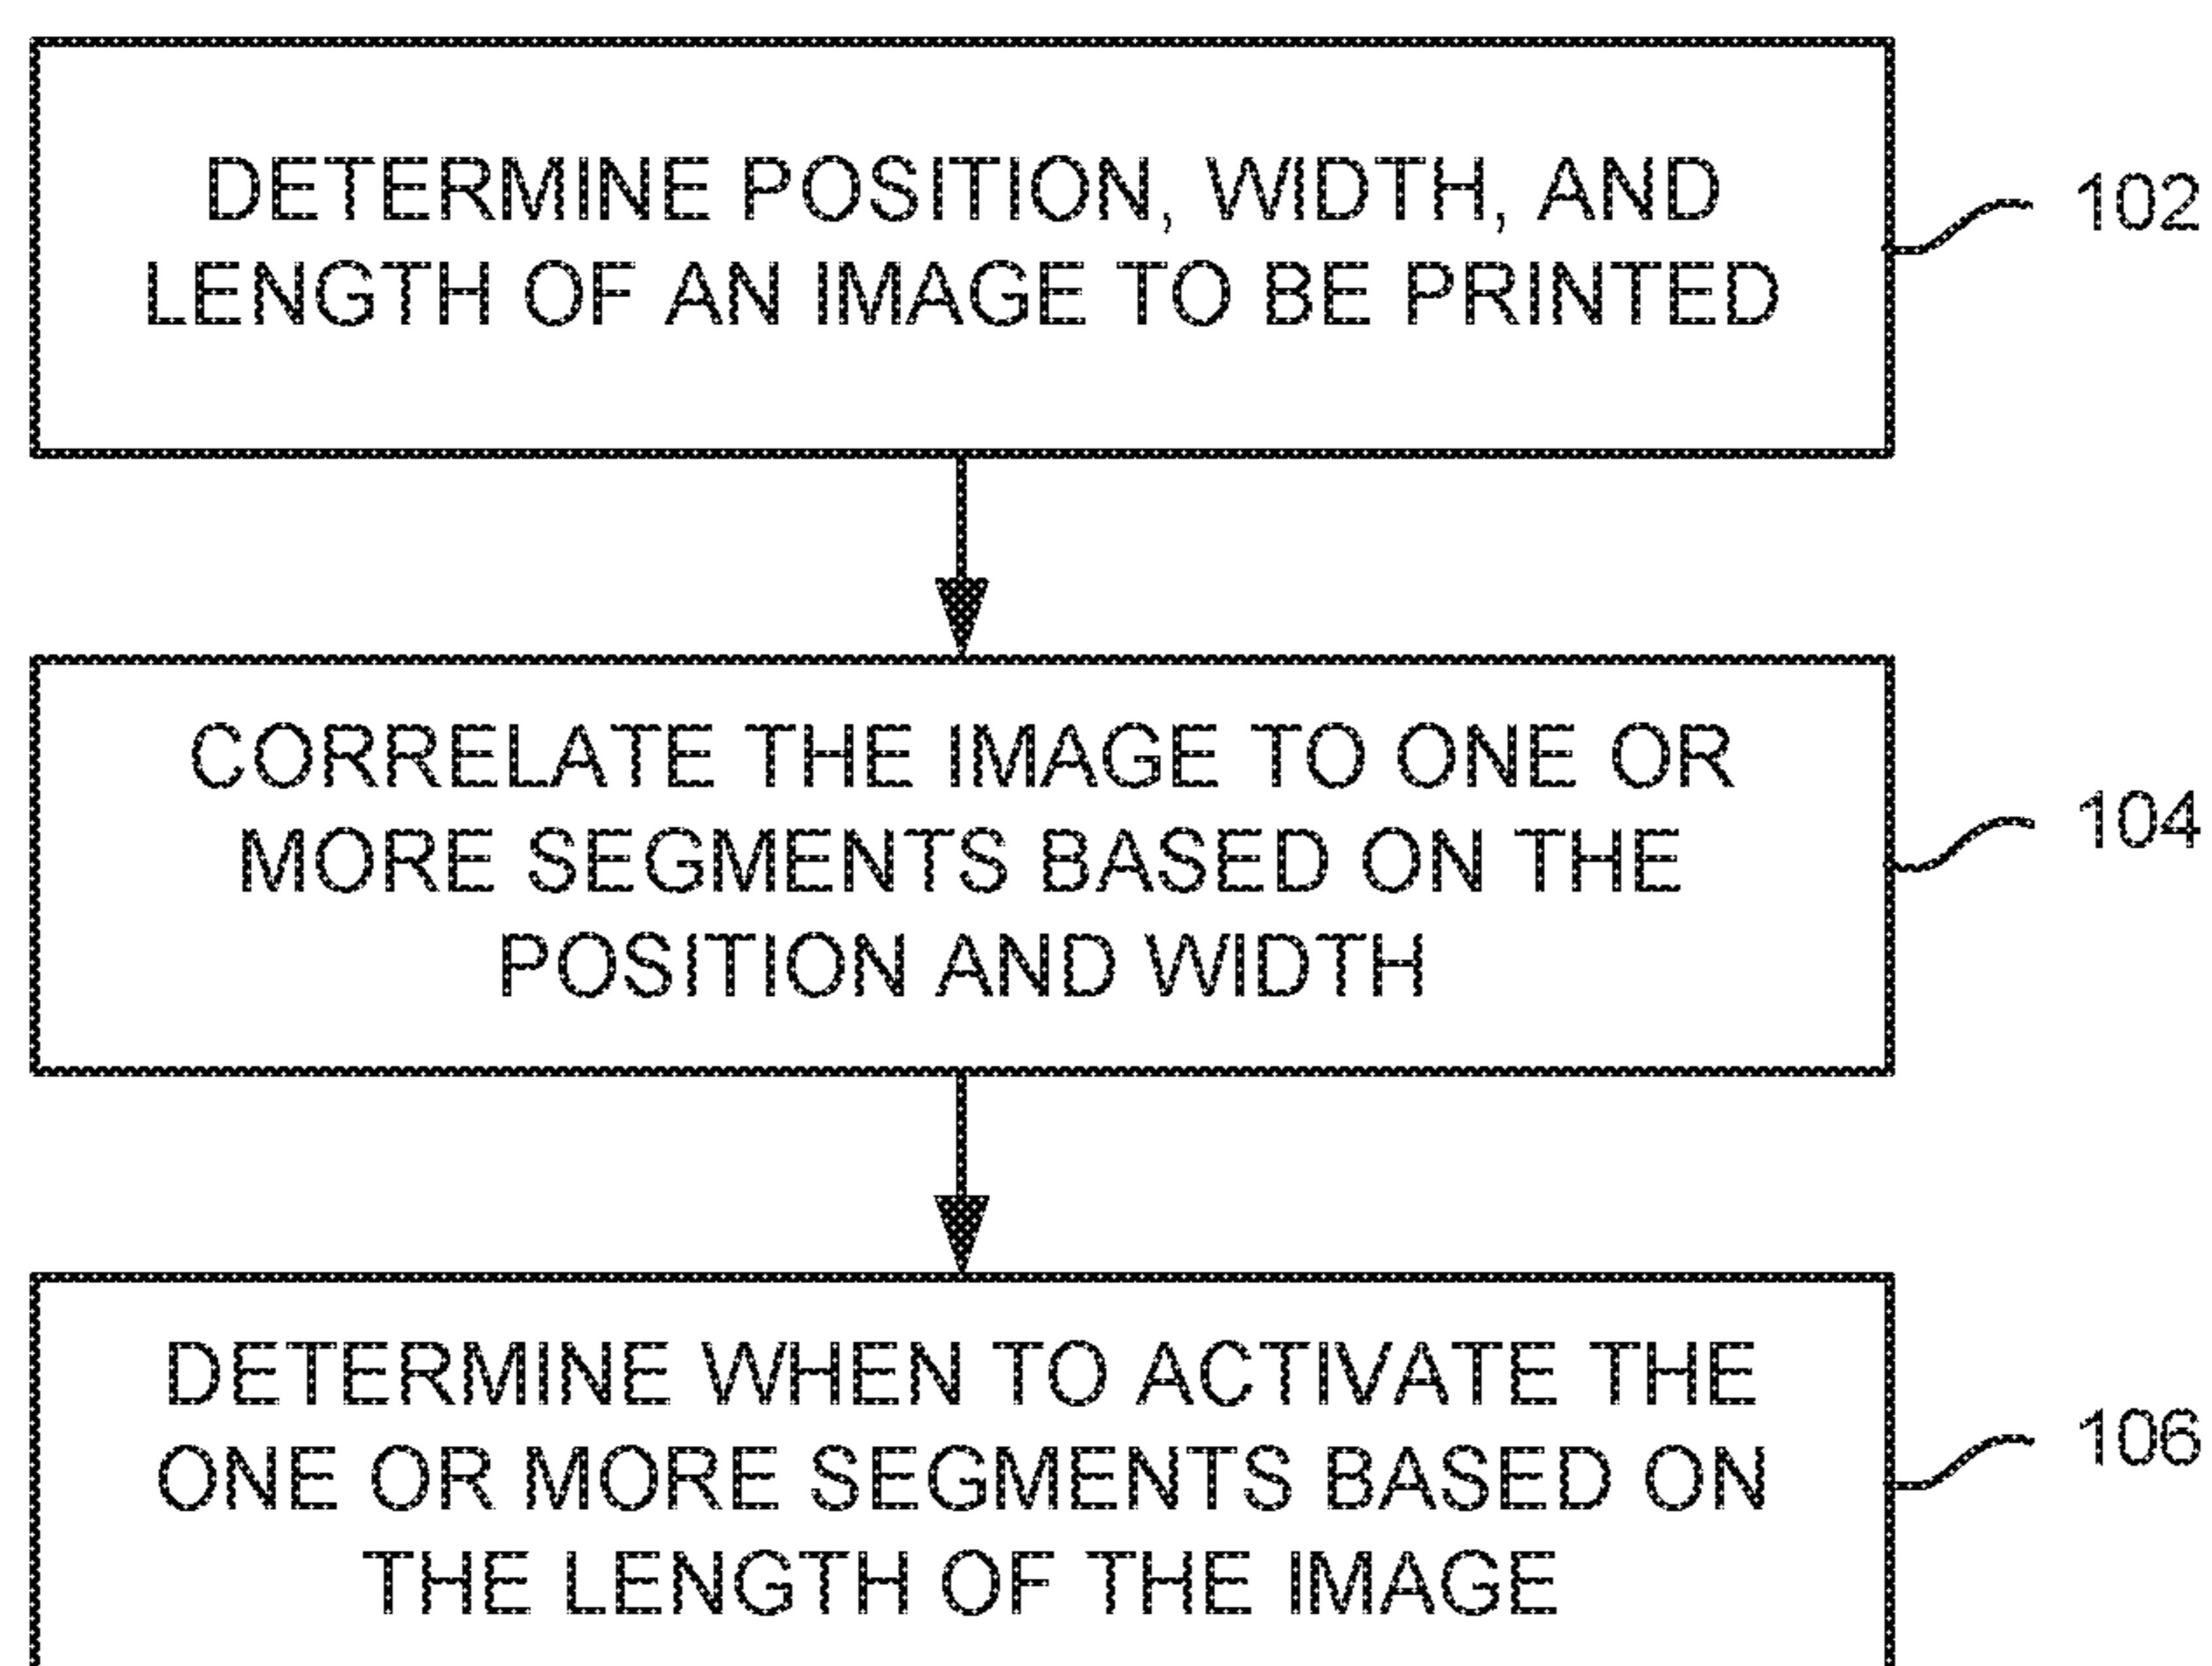 DETERMINE POSITION, WIDTH, AND
LENGTH OF AN IMAGE TO BE PRINTED
102
CORRELATE THE IMAGE TO ONE OR
MORE SEGMENTS BASED ON THE
POSITION AND WIDTH
104
DETERMINE WHEN TO ACTIVATE THE
ONE OR MORE SEGMENTS BASED ON
THE LENGTH OF THE IMAGE
106